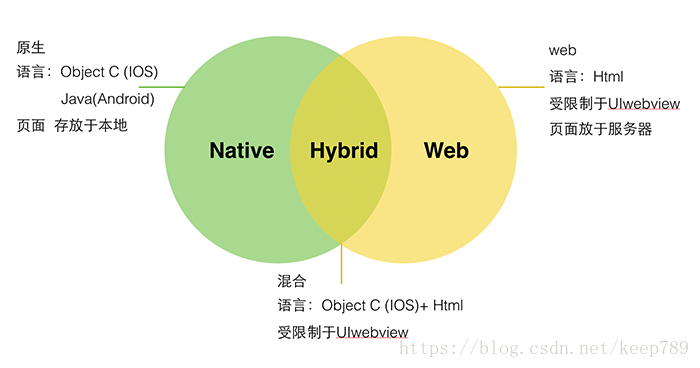 原生
语言：Object C (IOS)
Java(Android)
页面 存放于本地
Native
Hybrid
Web
web
语言：Html
受限制于UIwebview
页面放于服务器
混合
语言：Object C (IOS)+ Html
受限制于UIwebview
https://blog.csdn.net/keep789